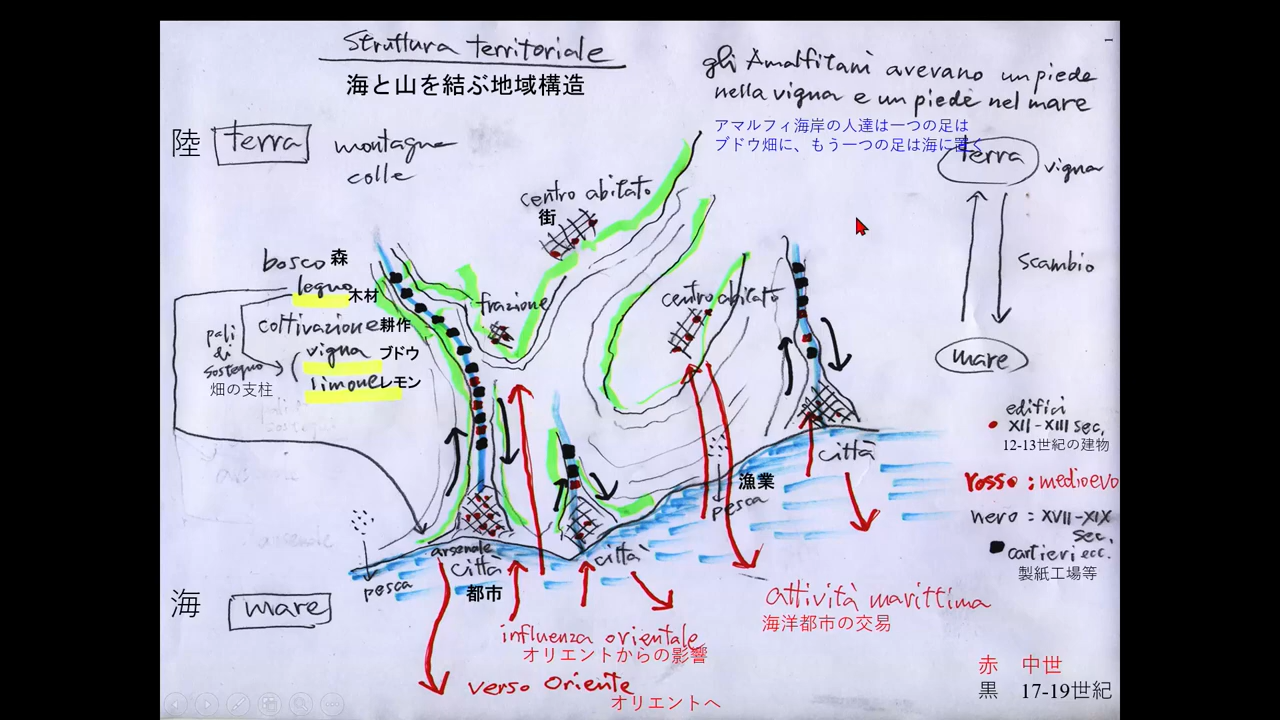 Struttura territoriale
海と山を結ぶ地域構造
gli Amalfitani avevano un piede
nella vigna e un piede nel mare
アマルフィ海岸の人達は一つの足は
ブドウ畑に、もう一つの足は海に置く
陸
terra
montagne
colle
terra
vigna
scambio
mare
centro abitato
街
bosco 森
legno 木材
coltivazione 耕作
vigna ブドウ
limone レモン
pali
di
sostegno
畑の支柱
frazione
centro abitato
edifici
XII-XIII sec.
12-13世紀の建物
rosso : medioevo
nero : XVII-XIX
sec.
cartieri ecc.
製紙工場等
città
漁業
pesca
arsenale
città
都市
città
pesca
海
mare
attività marittima
海洋都市の交易
influenza orientale
オリエントからの影響
verso Oriente
オリエントへ
赤 中世
黒 17-19世紀